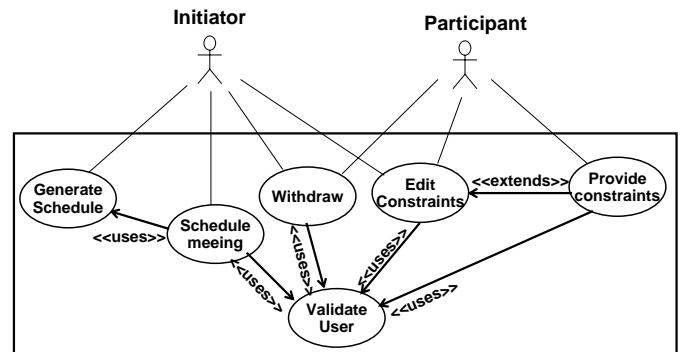 Initiator
Participant
Generate
Schedule
Schedule
meeing
Withdraw
Edit
Constraints
<<extends>>
Provide
constraints
<<uses>>
<<uses>>
<<uses>>
<<uses>>
<<uses>>
Validate
User